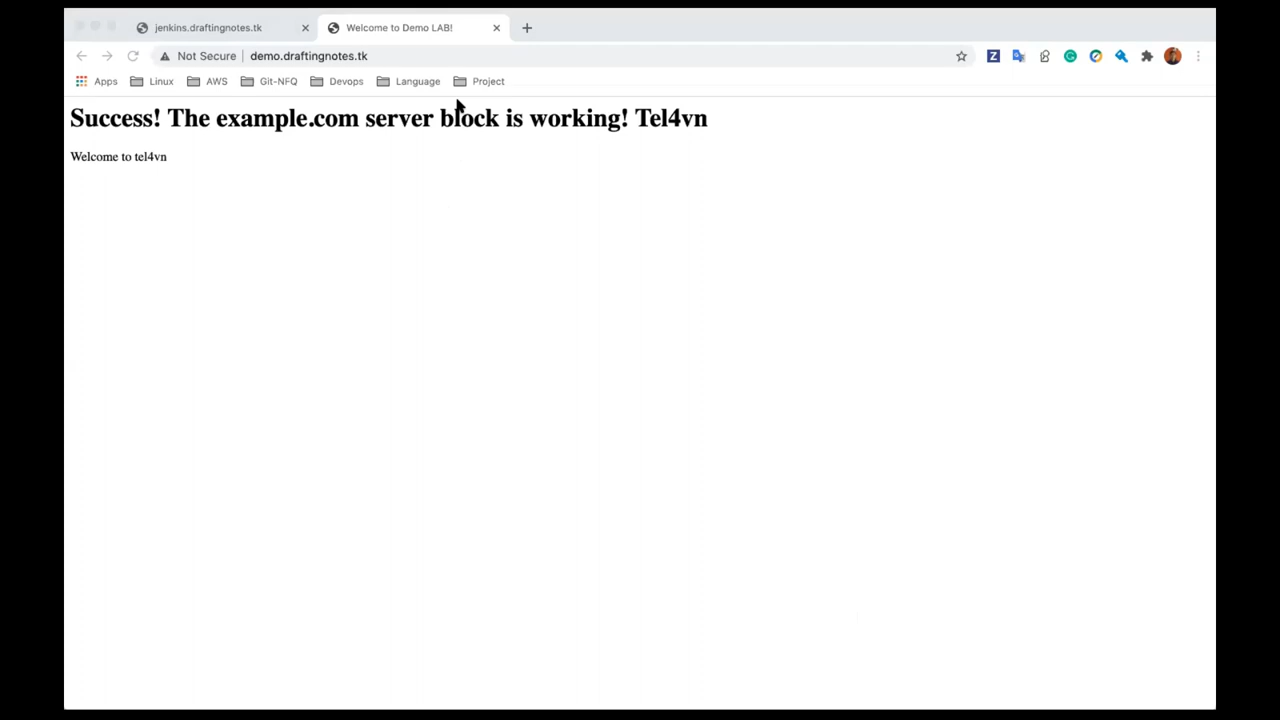 jenkins.draftingnotes.tk
Welcome to Demo LAB!
Not Secure
demo.draftingnotes.tk
Apps
Linux
AWS
Git-NFQ
Devops
Language
Project
Success! The example.com server block is working! Tel4vn
Welcome to tel4vn